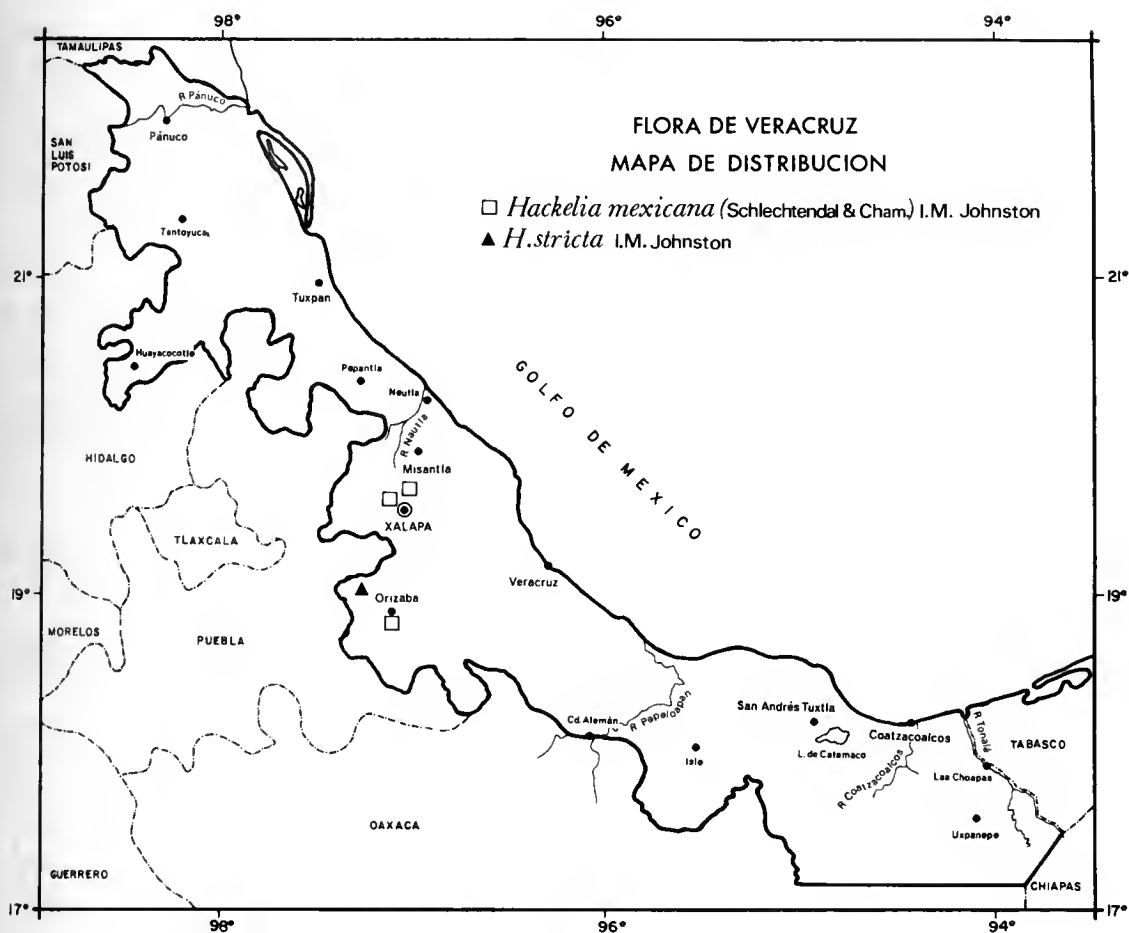 98° 96° 94°
TAMAULIPAS
R Pánuco
Pánuco
SAN
LUIS
POTOSI
FLORA DE VERACRUZ
MAPA DE DISTRIBUCION
□ Hackelia mexicana (Schlechtendal & Cham.) I.M. Johnston
▲ H. stricta I.M. Johnston
Tantoyuca
21° 21°
Tuxpan
Huayacocotla
Papantla
Nautla
GOLFO DE MEXICO
R Nautla
HIDALGO
Misantla
XALAPA
TLAXCALA
Veracruz
19° 19°
Orizaba
MORELOS
PUEBLA
San Andrés Tuxtla
R Papaloapan
Cd. Alemán
Coatzacoalcos
R Tonalá
TABASCO
Isla
L. de Catemaco
R Coatzacoalcos
Las Choapas
OAXACA
Uxpanapa
GUERRERO
CHIAPAS
17° 17°
98° 96° 94°